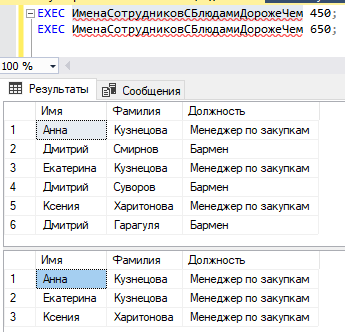 EXEC ИменаСотрудниковСБлюдамиДорожеЧем 450;
EXEC ИменаСотрудниковСБлюдамиДорожеЧем 650;
100 %
Результаты Сообщения
Имя Фамилия Должность
1 Анна Кузнецова Менеджер по закупкам
2 Дмитрий Смирнов Бармен
3 Екатерина Кузнецова Менеджер по закупкам
4 Дмитрий Суворов Бармен
5 Ксения Харитонова Менеджер по закупкам
6 Дмитрий Гарагуля Бармен
Имя Фамилия Должность
1 Анна Кузнецова Менеджер по закупкам
2 Екатерина Кузнецова Менеджер по закупкам
3 Ксения Харитонова Менеджер по закупкам